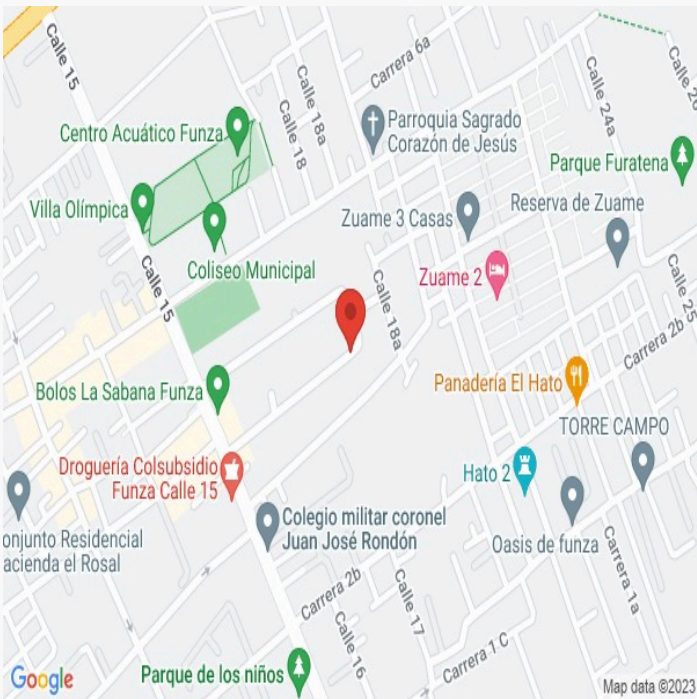 Calle 15
Carrera 6a
Calle 18a
Calle 18
Calle 24a
Centro Acuático Funza
Parroquia Sagrado
Corazón de Jesús
Parque Furatena
Villa Olímpica
Zuame 3 Casas
Reserva de Zuame
Coliseo Municipal
Calle 15
Zuame 2
Calle 18a
Calle 25
Carrera 2b
Bolos La Sabana Funza
Panadería El Hato
TORRE CAMPO
Droguería Colsubsidio
Funza Calle 15
Hato 2
Colegio militar coronel
Juan José Rondón
onjunto Residencial
acienda el Rosal
Oasis de funza
Carrera 2b
Calle 17
Carrera 1a
Calle 16
Carrera 1 C
Parque de los niños
Google
Map data ©2023